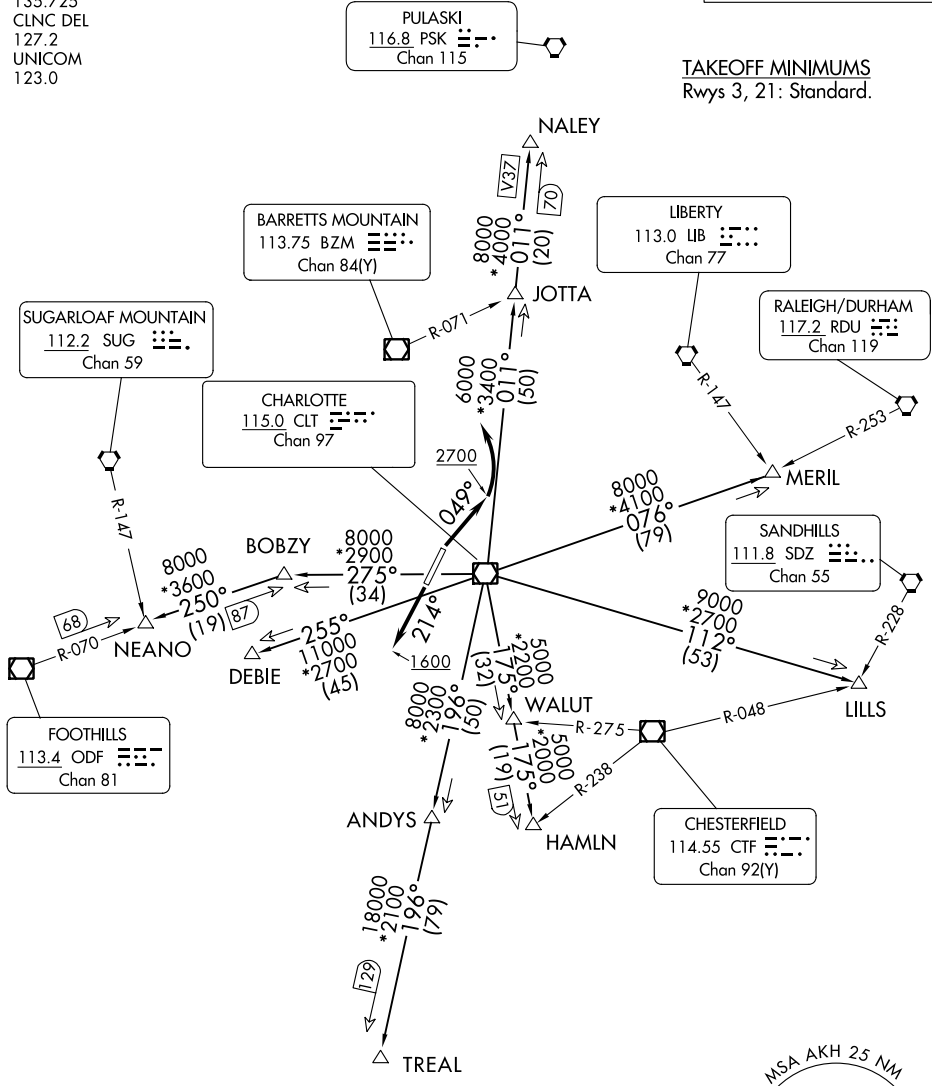 135.725
CLNC DEL
127.2
UNICOM
123.0
PULASKI
116.8 PSK
Chan 115
TAKEOFF MINIMUMS
Rwys 3, 21: Standard.
NALEY
V37
70
8000
*4000
011°
(20)
BARRETTS MOUNTAIN
113.75 BZM
Chan 84(Y)
LIBERTY
113.0 LIB
Chan 77
JOTTA
R-071
SUGARLOAF MOUNTAIN
112.2 SUG
Chan 59
RALEIGH/DURHAM
117.2 RDU
Chan 119
6000
*3400
011°
(50)
CHARLOTTE
115.0 CLT
Chan 97
R-147
R-253
2700
049°
MERIL
8000
*4100
076°
(79)
R-147
BOBZY
8000
*2900
275°
(34)
SANDHILLS
111.8 SDZ
Chan 55
8000
*3600
250°
(19)
87
68
R-070
NEANO
214°
1600
255°
11000
*2700
(45)
DEBIE
9000
*2700
112°
(53)
R-228
LILLS
5000
*2200
175°
(32)
WALUT
R-275
R-048
8000
*2300
196°
(50)
FOOTHILLS
113.4 ODF
Chan 81
5000
*2000
175°
(19)
51
R-238
ANDYS
HAMLN
CHESTERFIELD
114.55 CTF
Chan 92(Y)
18000
*2100
196°
(79)
129
TREAL
MSA AKH 25 NM